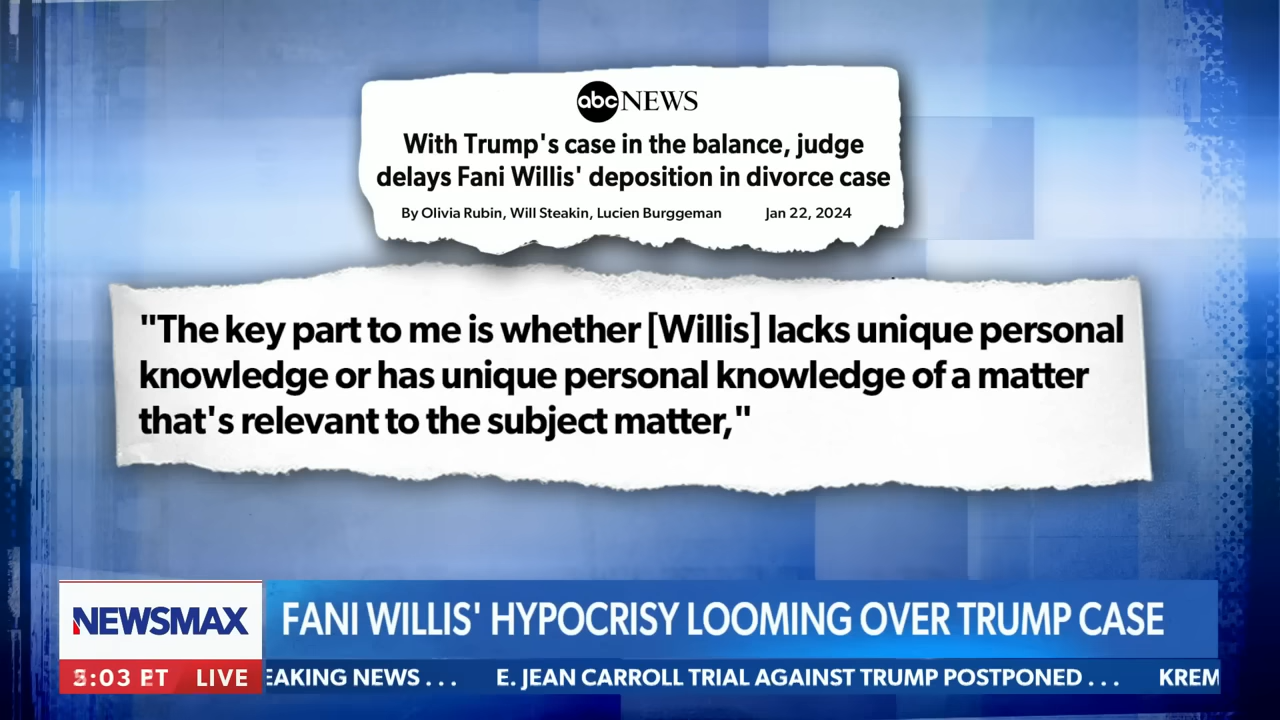 abc NEWS
With Trump's case in the balance, judge
delays Fani Willis' deposition in divorce case
By Olivia Rubin, Will Steakin, Lucien Burggeman Jan 22, 2024
"The key part to me is whether [Willis] lacks unique personal
knowledge or has unique personal knowledge of a matter
that's relevant to the subject matter,"
NEWSMAX
FANI WILLIS' HYPOCRISY LOOMING OVER TRUMP CASE
LIVE
EAKING NEWS . . . E. JEAN CARROLL TRIAL AGAINST TRUMP POSTPONED . . . KREM